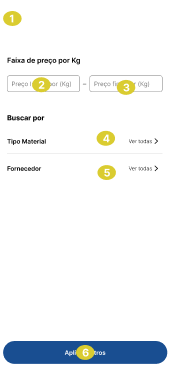 1
Faixa de preço por Kg
Preço 2 por (Kg) - Preço 3 (Kg)
Buscar por
Tipo Material 4 Ver todas
Fornecedor 5 Ver todas
6